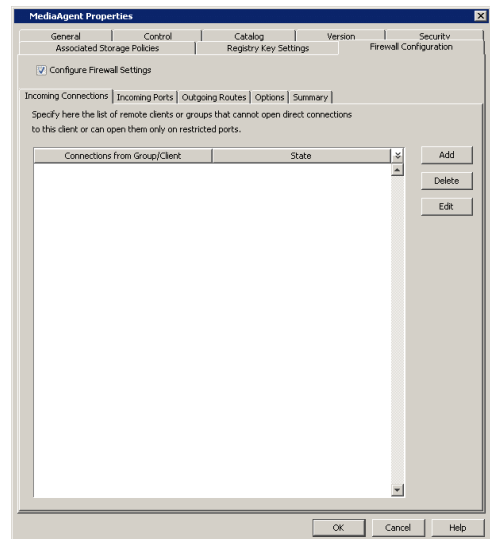 MediaAgent Properties
General Control Catalog Version Security
Associated Storage Policies Registry Key Settings Firewall Configuration
Configure Firewall Settings
Incoming Connections Incoming Ports Outgoing Routes Options Summary
Specify here the list of remote clients or groups that cannot open direct connections
to this client or can open them only on restricted ports.
Connections from Group/Client State
Add
Delete
Edit
OK Cancel Help